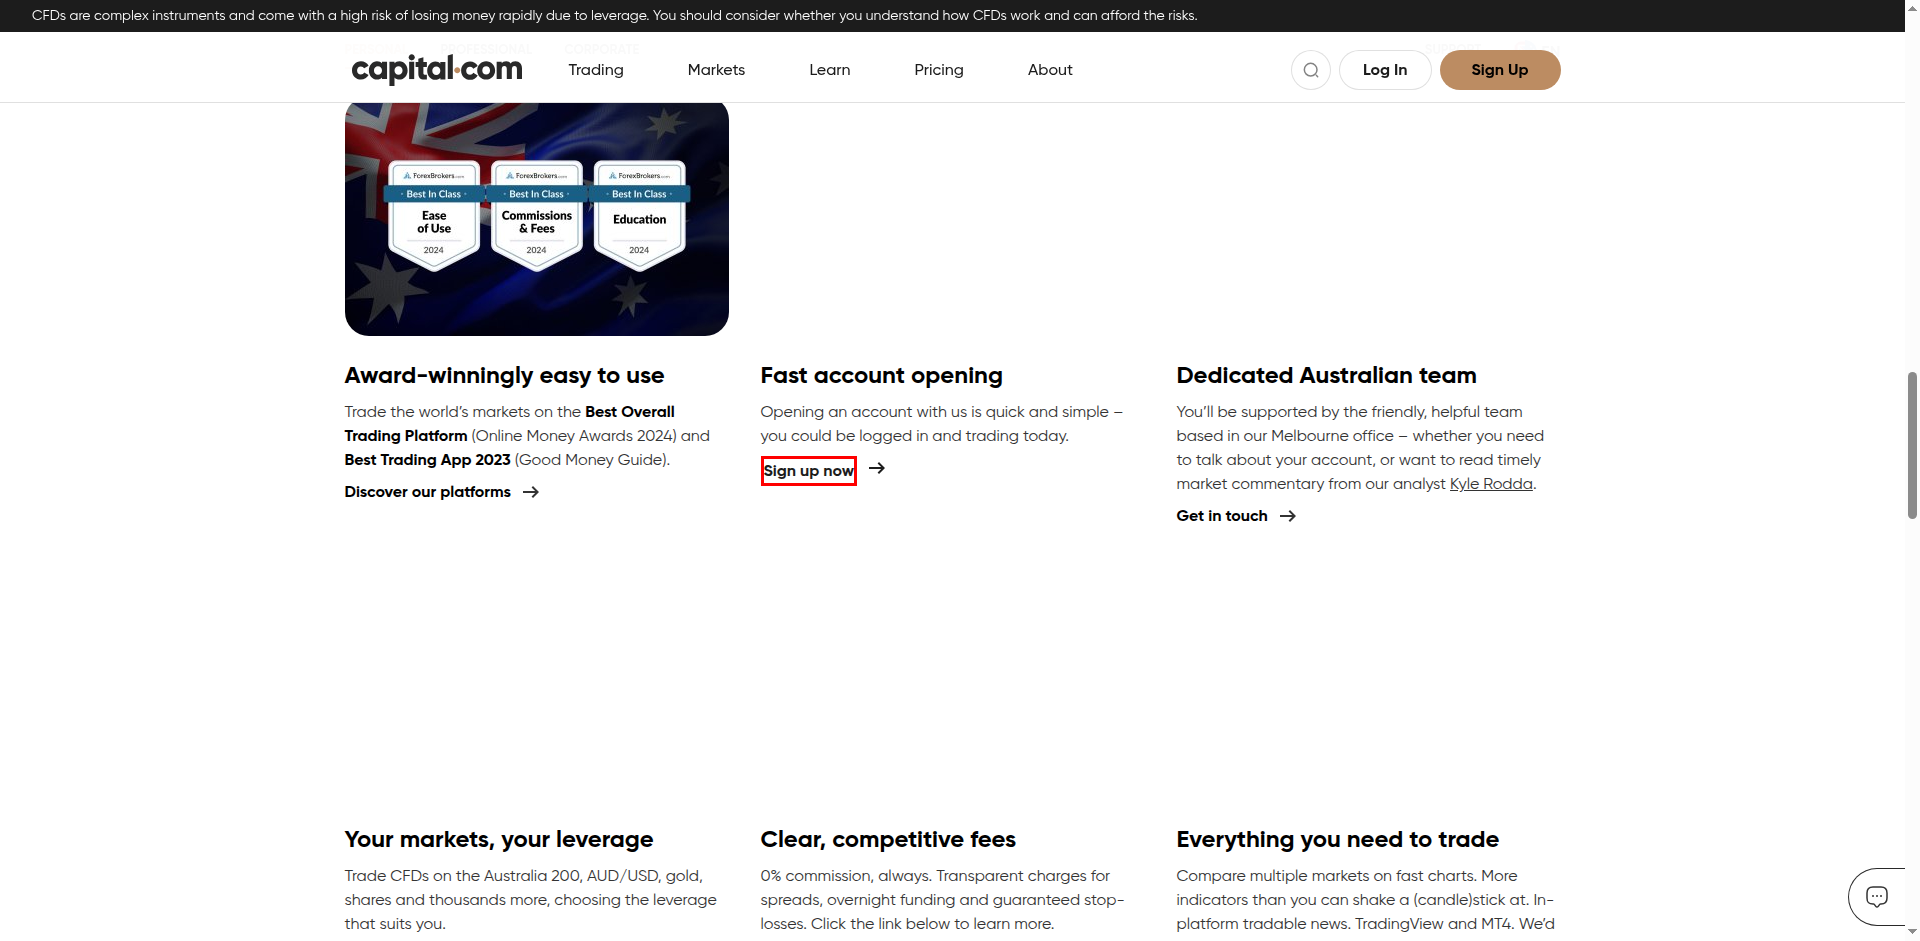 CFDs are complex instruments and come with a high risk of losing money rapidly due to leverage. You should consider whether you understand how CFDs work and can afford the risks.
PROFESSIONAL CORPORATE
capital.com Trading Markets Learn Pricing About Log In Sign Up
ForexBrokers.com ForexBrokers.com ForexBrokers.com
Best In Class Best In Class Best In Class
Ease of Use
Commissions & Fees
Education
2024 2024 2024
Award-winningly easy to use
Trade the world’s markets on the Best Overall
Trading Platform (Online Money Awards 2024) and
Best Trading App 2023 (Good Money Guide).
Discover our platforms
Fast account opening
Opening an account with us is quick and simple –
you could be logged in and trading today.
Sign up now
Dedicated Australian team
You’ll be supported by the friendly, helpful team
based in our Melbourne office – whether you need
to talk about your account, or want to read timely
market commentary from our analyst Kyle Rodda.
Get in touch
Your markets, your leverage
Trade CFDs on the Australia 200, AUD/USD, gold,
shares and thousands more, choosing the leverage
that suits you.
Clear, competitive fees
0% commission, always. Transparent charges for
spreads, overnight funding and guaranteed stop-
losses. Click the link below to learn more.
Everything you need to trade
Compare multiple markets on fast charts. More
indicators than you can shake a (candle)stick at. In-
platform tradable news. TradingView and MT4. We’d